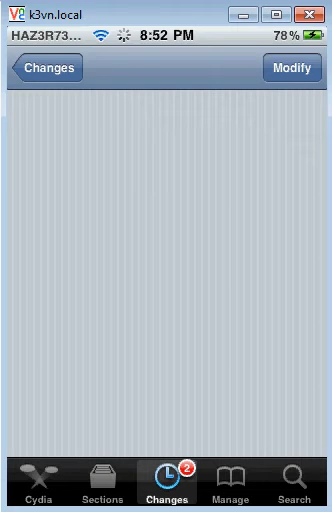 k3vn.local
HAZ3R73... 8:52 PM 78%
Changes Modify
2
Cydia Sections Changes Manage Search